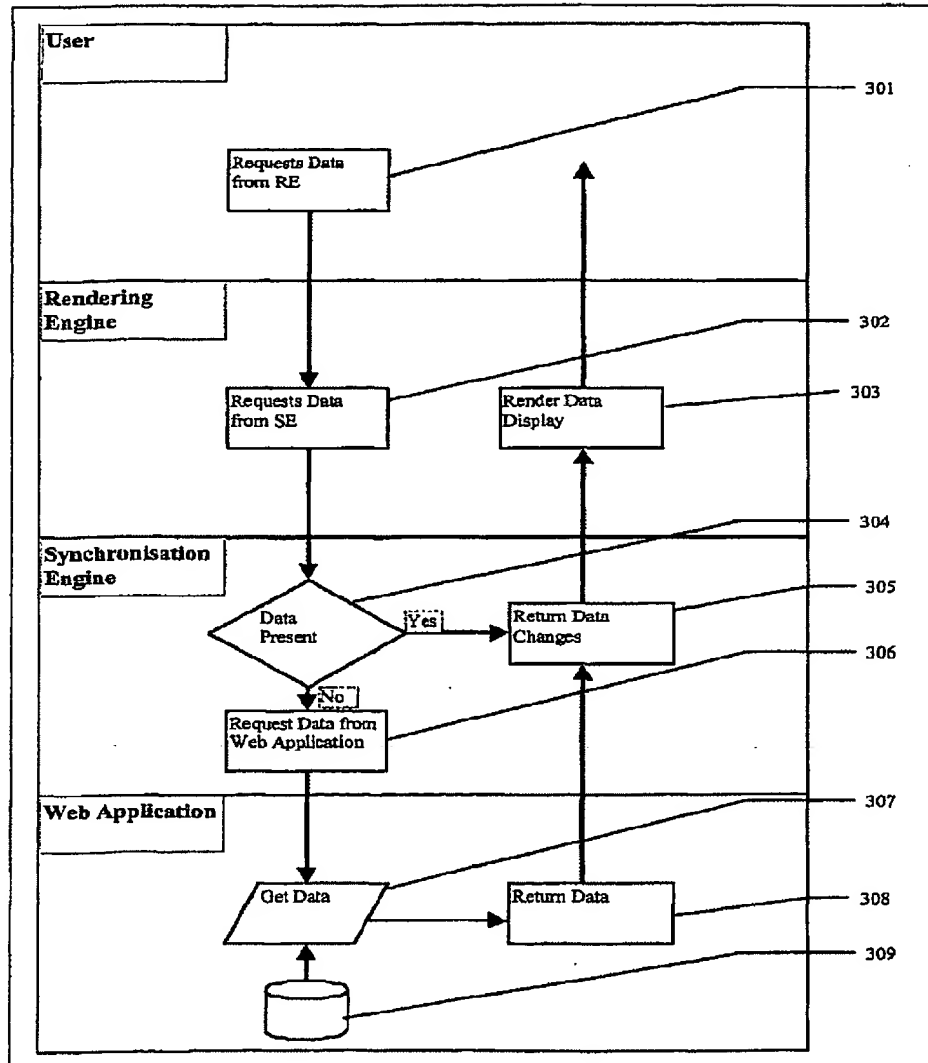 User
301
Requests Data
from RE
Rendering
Engine
302
Requests Data
from SE
Render Data
Display
303
304
Synchronisation
Engine
Data
Present
Yes
Return Data
Changes
305
306
No
Request Data from
Web Application
Web Application
307
Get Data
Return Data
308
309